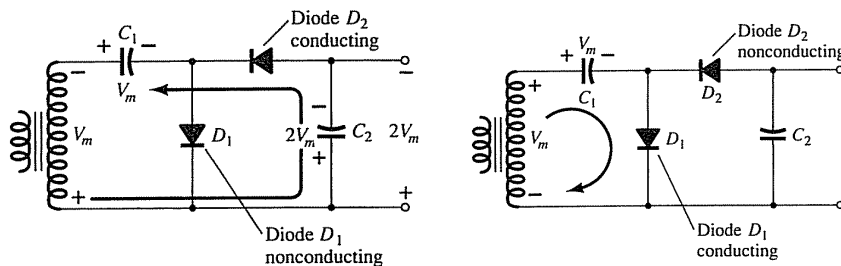 Diode D2
conducting
+ C1 −
− Vm
Vm D1 2Vm − + C2 − 2Vm +
+
Diode D1
nonconducting
Diode D2
nonconducting
+ Vm −
C1 D2
+ Vm − D1 C2
Diode D1
conducting